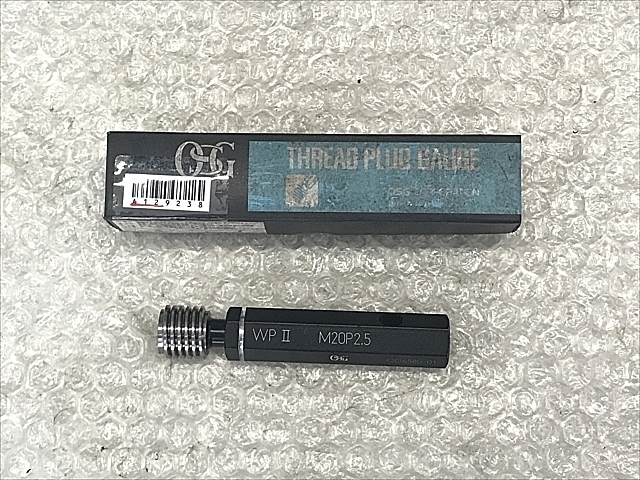 OSG
THREAD PLUG GAUGE
A129238
WP II M20P2.5
OSG